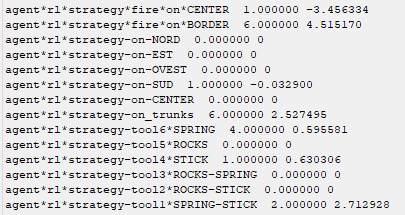 agent*rl*strategy*fire*on*CENTER 1.000000 -3.456334
agent*rl*strategy*fire*on*BORDER 6.000000 4.515170
agent*rl*strategy-on-NORD 0.000000 0
agent*rl*strategy-on-EST 0.000000 0
agent*rl*strategy-on-OVEST 0.000000 0
agent*rl*strategy-on-SUD 1.000000 -0.032900
agent*rl*strategy-on-CENTER 0.000000 0
agent*rl*strategy-on_trunks 6.000000 2.527495
agent*rl*strategy-tool6*SPRING 4.000000 0.595581
agent*rl*strategy-tool5*ROCKS 0.000000 0
agent*rl*strategy-tool4*STICK 1.000000 0.630306
agent*rl*strategy-tool3*ROCKS-SPRING 0.000000 0
agent*rl*strategy-tool2*ROCKS-STICK 0.000000 0
agent*rl*strategy-tool1*SPRING-STICK 2.000000 2.712928